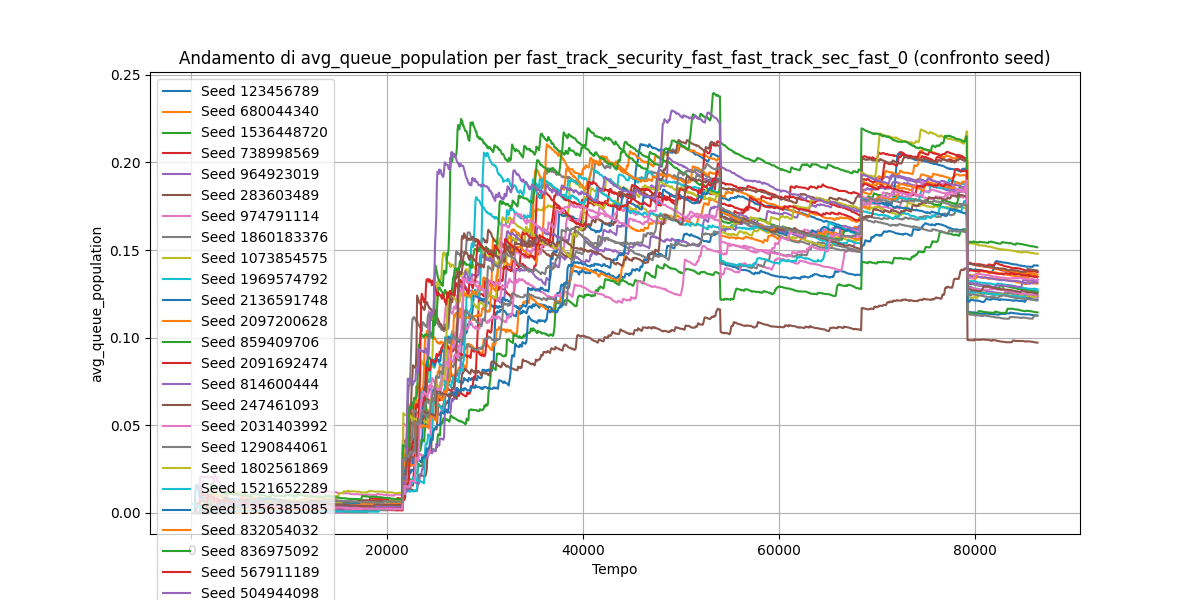 Andamento di avg_queue_population per fast_track_security_fast_fast_track_sec_fast_0 (confronto seed)
avg_queue_population
0.25
0.20
0.15
0.10
0.05
0.00
Seed 123456789
Seed 680044340
Seed 1536448720
Seed 738998569
Seed 964923019
Seed 283603489
Seed 974791114
Seed 1860183376
Seed 1073854575
Seed 1969574792
Seed 2136591748
Seed 2097200628
Seed 859409706
Seed 2091692474
Seed 814600444
Seed 247461093
Seed 2031403992
Seed 1290844061
Seed 1802561869
Seed 1521652289
Seed 1356385085
Seed 832054032
Seed 836975092
Seed 567911189
Seed 504944098
0 20000 40000 60000 80000
Tempo